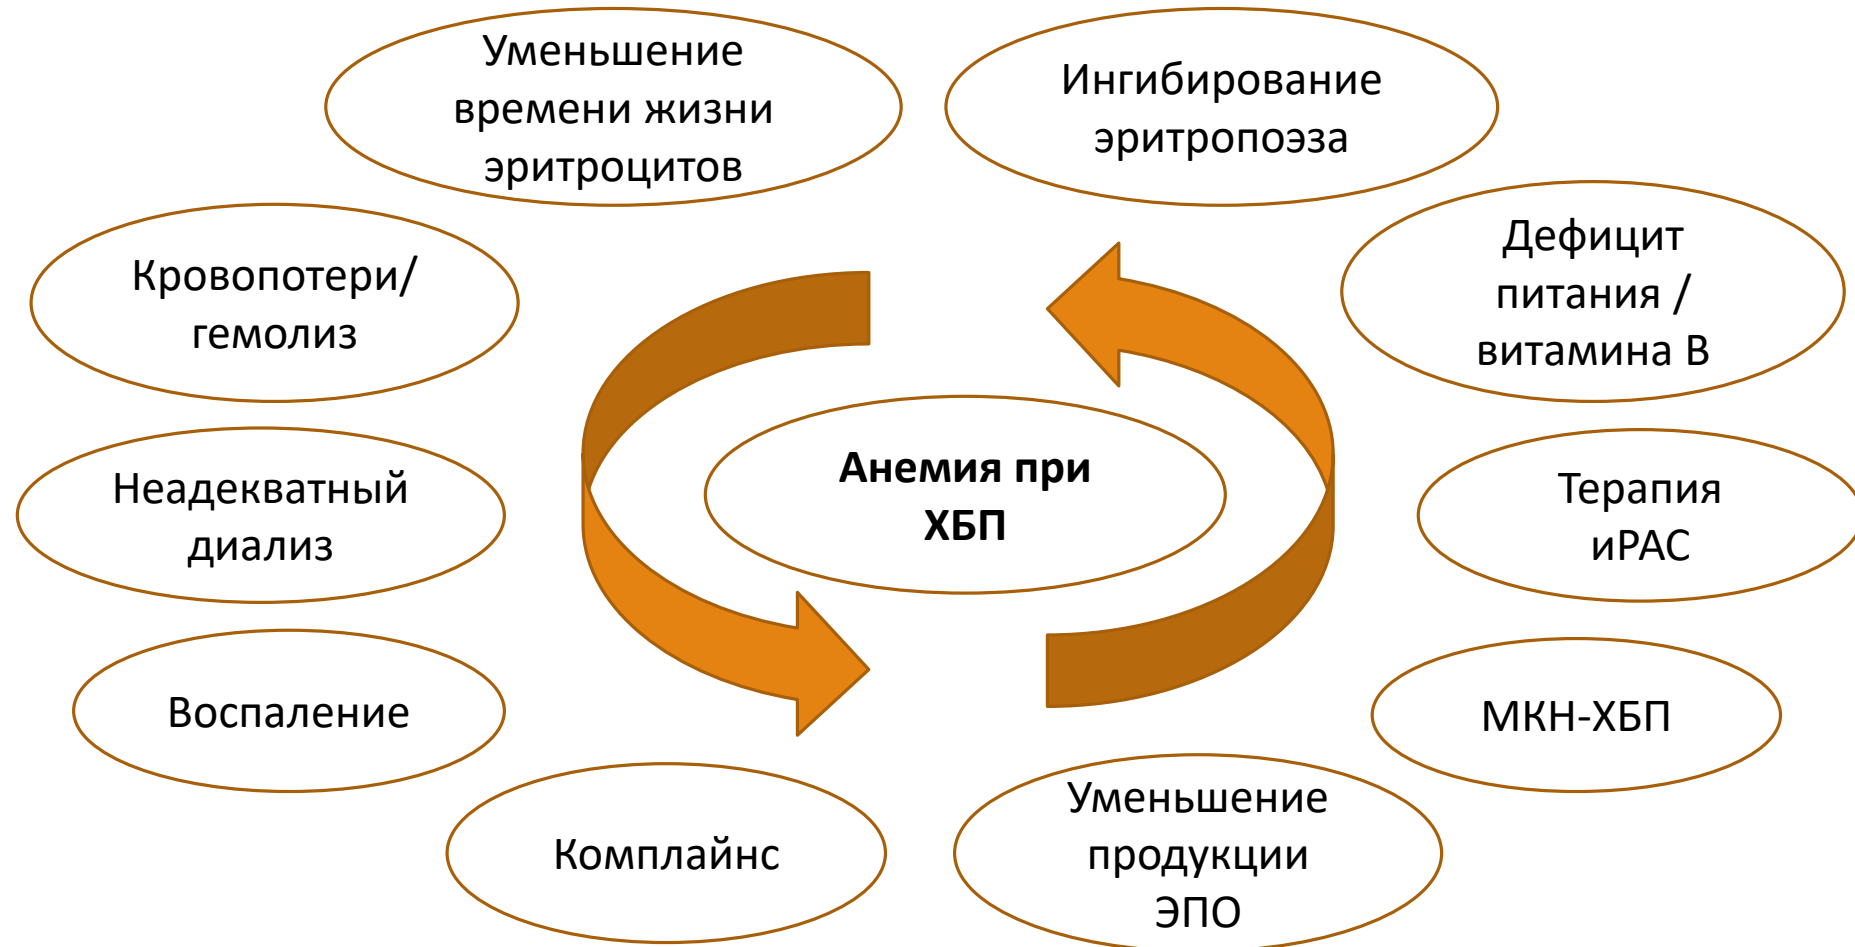 Уменьшение
времени жизни
эритроцитов
Ингибирование
эритропоэза
Кровопотери/
гемолиз
Дефицит
питания /
витамина В
Неадекватный
диализ
Анемия при
ХБП
Терапия
иРАС
Воспаление
МКН-ХБП
Комплайнс
Уменьшение
продукции
ЭПО